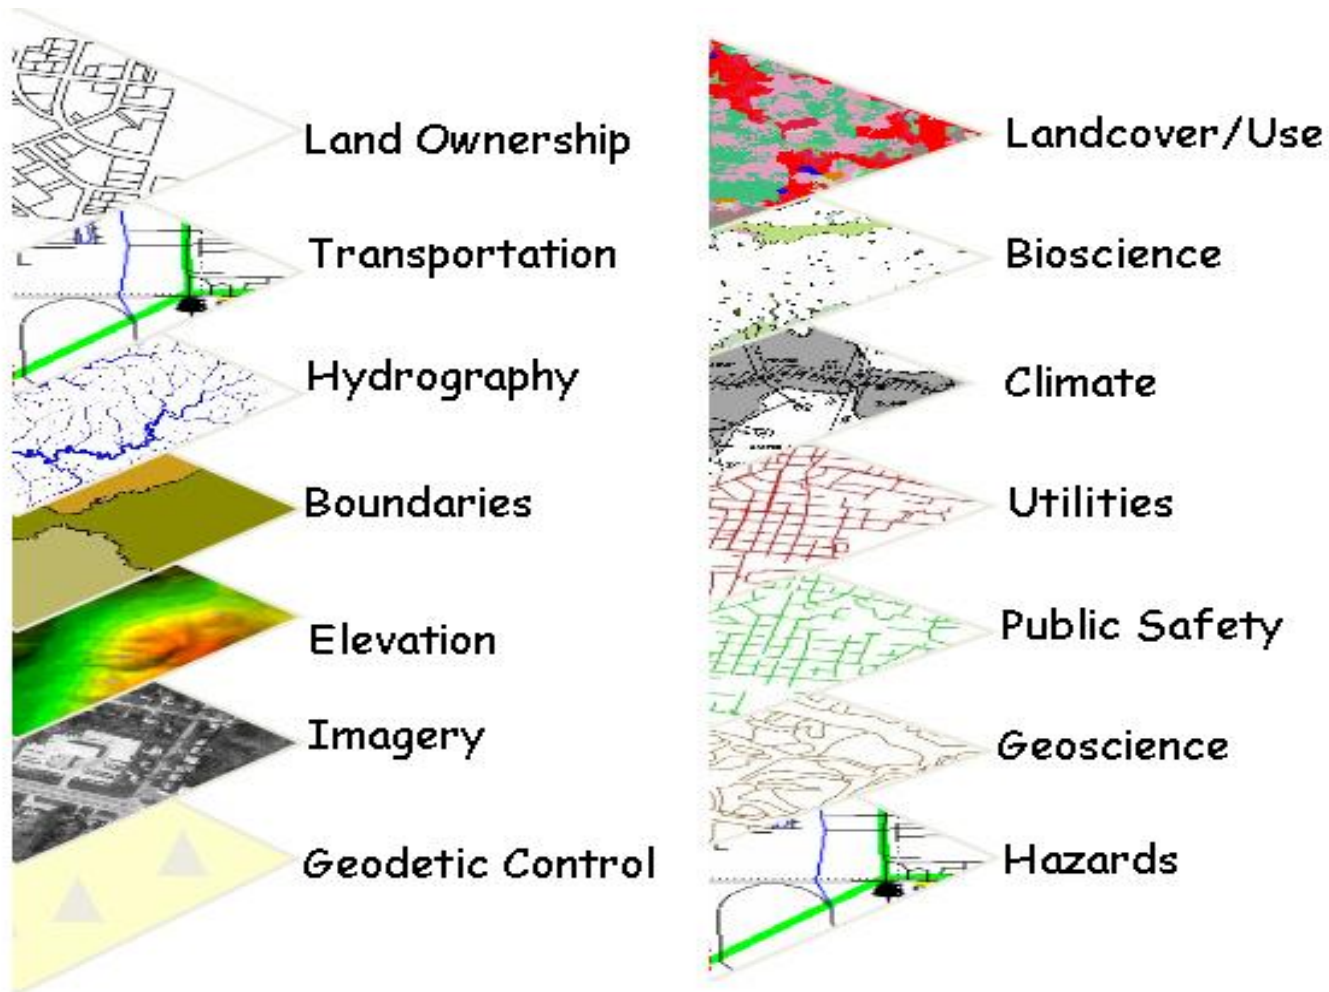 Land Ownership
Transportation
Hydrography
Boundaries
Elevation
Imagery
Geodetic Control
Landcover/Use
Bioscience
Climate
Utilities
Public Safety
Geoscience
Hazards